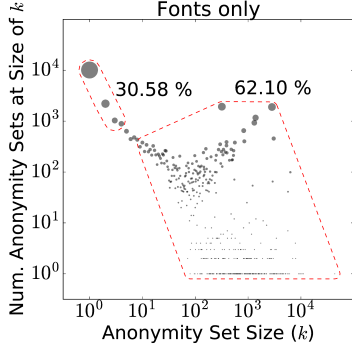 Fonts only
Num. Anonymity Sets at Size of k
10^4
10^3
10^2
10^1
10^0
30.58 %
62.10 %
10^0 10^1 10^2 10^3 10^4
Anonymity Set Size (k)